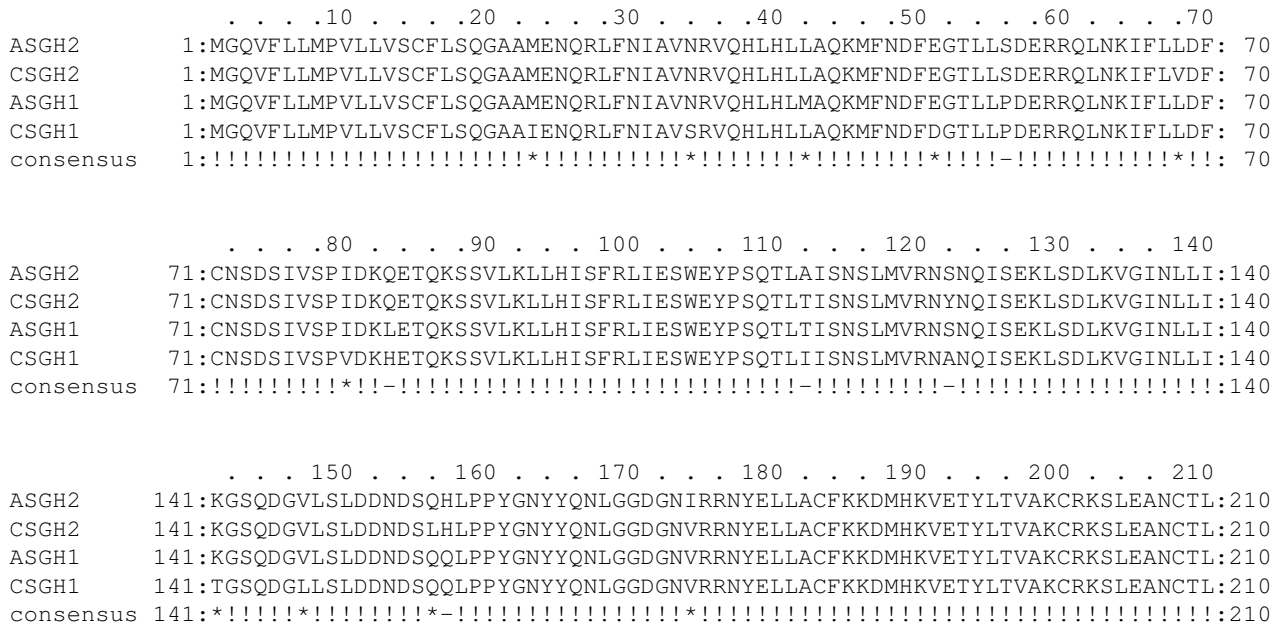 . . . .10 . . . .20 . . . .30 . . . .40 . . . .50 . . . .60 . . . .70
ASGH2 1:MGQVFLLMPVLLVSCFLSQGAAMENQRLFNIAVNRVQHLHLLAQKMFNDFEGTLLSDERRQLNKIFLLDF: 70
CSGH2 1:MGQVFLLMPVLLVSCFLSQGAAMENQRLFNIAVNRVQHLHLLAQKMFNDFEGTLLSDERRQLNKIFLVDF: 70
ASGH1 1:MGQVFLLMPVLLVSCFLSQGAAMENQRLFNIAVNRVQHLHLMAQKMFNDFEGTLLPDERRQLNKIFLLDF: 70
CSGH1 1:MGQVFLLMPVLLVSCFLSQGAAIENQRLFNIAVSRVQHLHLLAQKMFNDFDGTLLPDERRQLNKIFLLDF: 70
consensus 1:!!!!!!!!!!!!!!!!!!!!!!*!!!!!!!!!!*!!!!!!!*!!!!!!!!*!!!!-!!!!!!!!!!!*!!: 70
. . . .80 . . . .90 . . . 100 . . . 110 . . . 120 . . . 130 . . . 140
ASGH2 71:CNSDSIVSPIDKQETQKSSVLKLLHISFRLIESWEYPSQTLAISNSLMVRNSNQISEKLSDLKVGINLLI:140
CSGH2 71:CNSDSIVSPIDKQETQKSSVLKLLHISFRLIESWEYPSQTLTISNSLMVRNYNQISEKLSDLKVGINLLI:140
ASGH1 71:CNSDSIVSPIDKLETQKSSVLKLLHISFRLIESWEYPSQTLTISNSLMVRNSNQISEKLSDLKVGINLLI:140
CSGH1 71:CNSDSIVSPVDKHETQKSSVLKLLHISFRLIESWEYPSQTLIISNSLMVRNANQISEKLSDLKVGINLLI:140
consensus 71:!!!!!!!!!*!!-!!!!!!!!!!!!!!!!!!!!!!!!!!!!-!!!!!!!!!-!!!!!!!!!!!!!!!!!!:140
. . . 150 . . . 160 . . . 170 . . . 180 . . . 190 . . . 200 . . . 210
ASGH2 141:KGSQDGVLSLDDNDSQHLPPYGNYYQNLGGDGNIRRNYELLACFKKDMHKVETYLTVAKCRKSLEANCTL:210
CSGH2 141:KGSQDGVLSLDDNDSLHLPPYGNYYQNLGGDGNVRRNYELLACFKKDMHKVETYLTVAKCRKSLEANCTL:210
ASGH1 141:KGSQDGVLSLDDNDSQQLPPYGNYYQNLGGDGNVRRNYELLACFKKDMHKVETYLTVAKCRKSLEANCTL:210
CSGH1 141:TGSQDGLLSLDDNDSQQLPPYGNYYQNLGGDGNVRRNYELLACFKKDMHKVETYLTVAKCRKSLEANCTL:210
consensus 141:*!!!!!*!!!!!!!!*-!!!!!!!!!!!!!!!!*!!!!!!!!!!!!!!!!!!!!!!!!!!!!!!!!!!!!:210